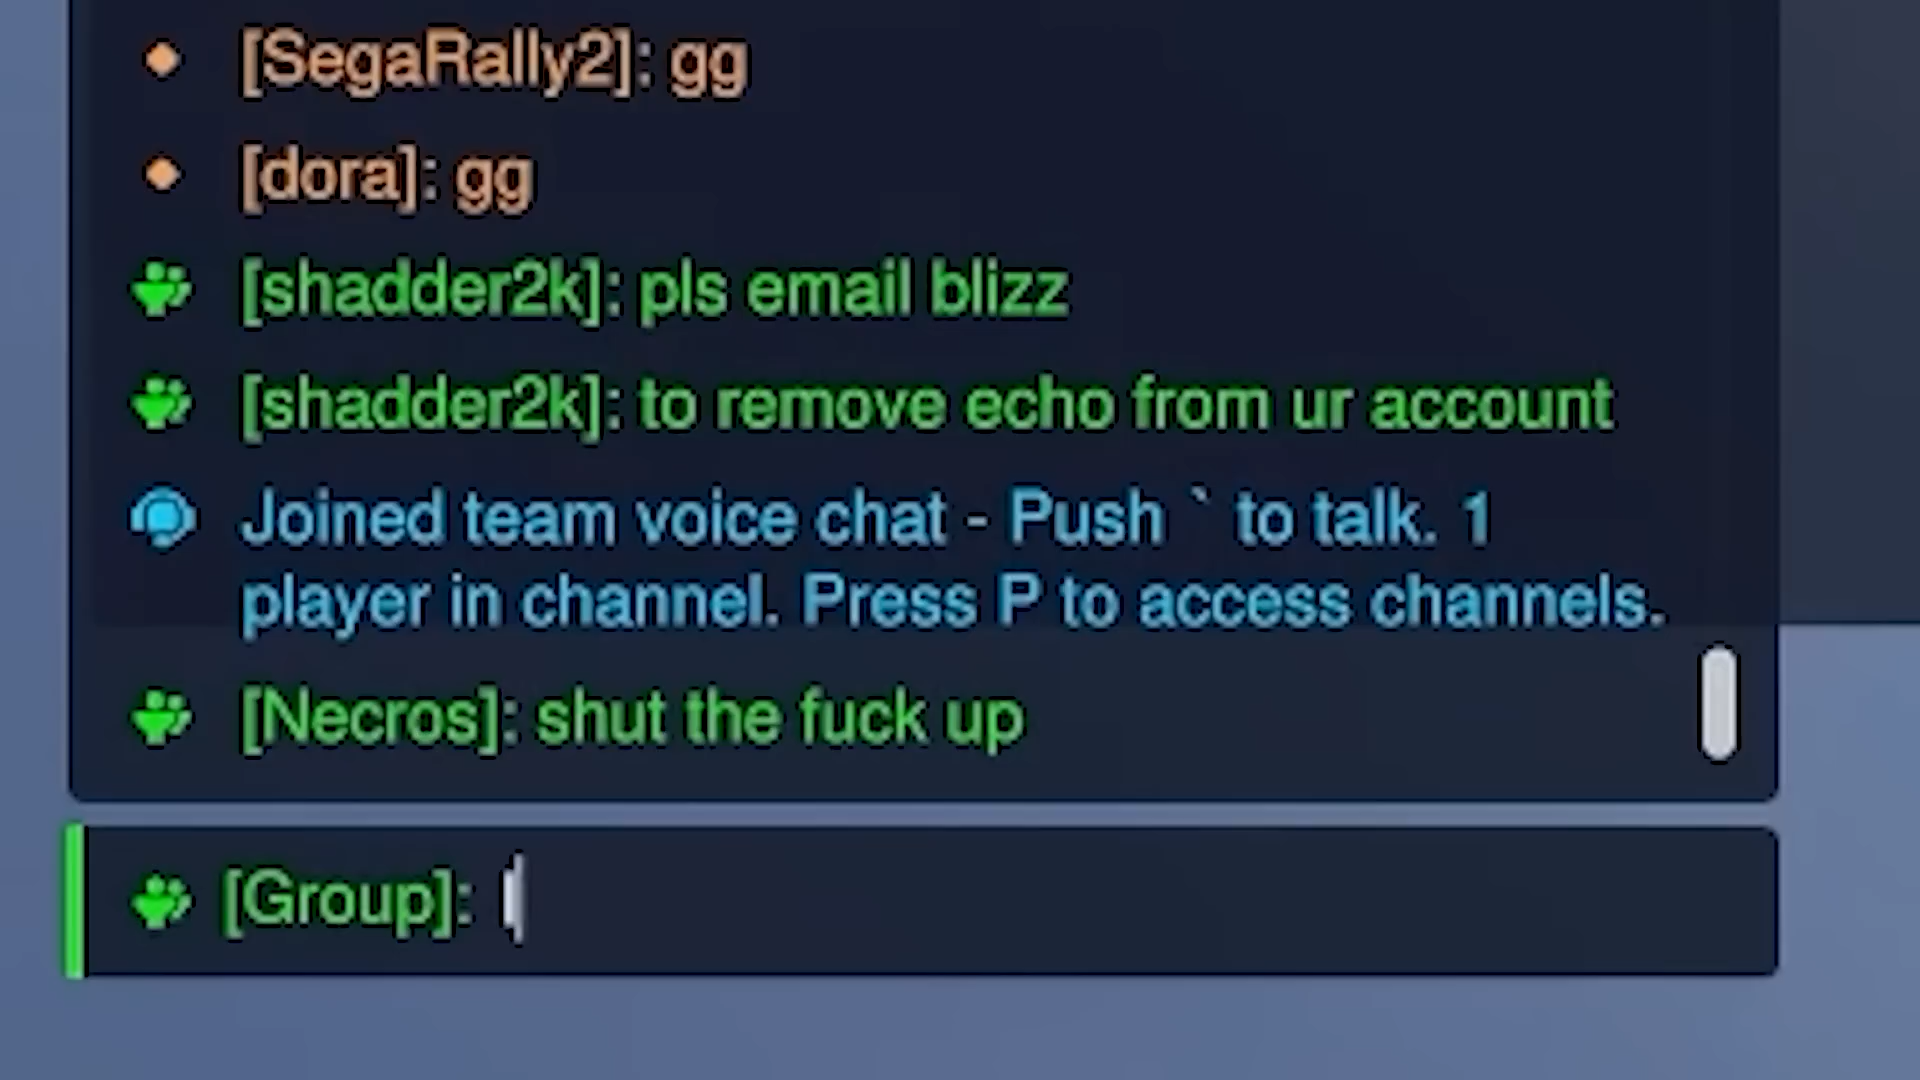 [SegaRally2]: gg
[dora]: gg
[shadder2k]: pls email blizz
[shadder2k]: to remove echo from ur account
Joined team voice chat - Push ` to talk. 1
player in channel. Press P to access channels.
[Necros]: shut the fuck up
[Group]: